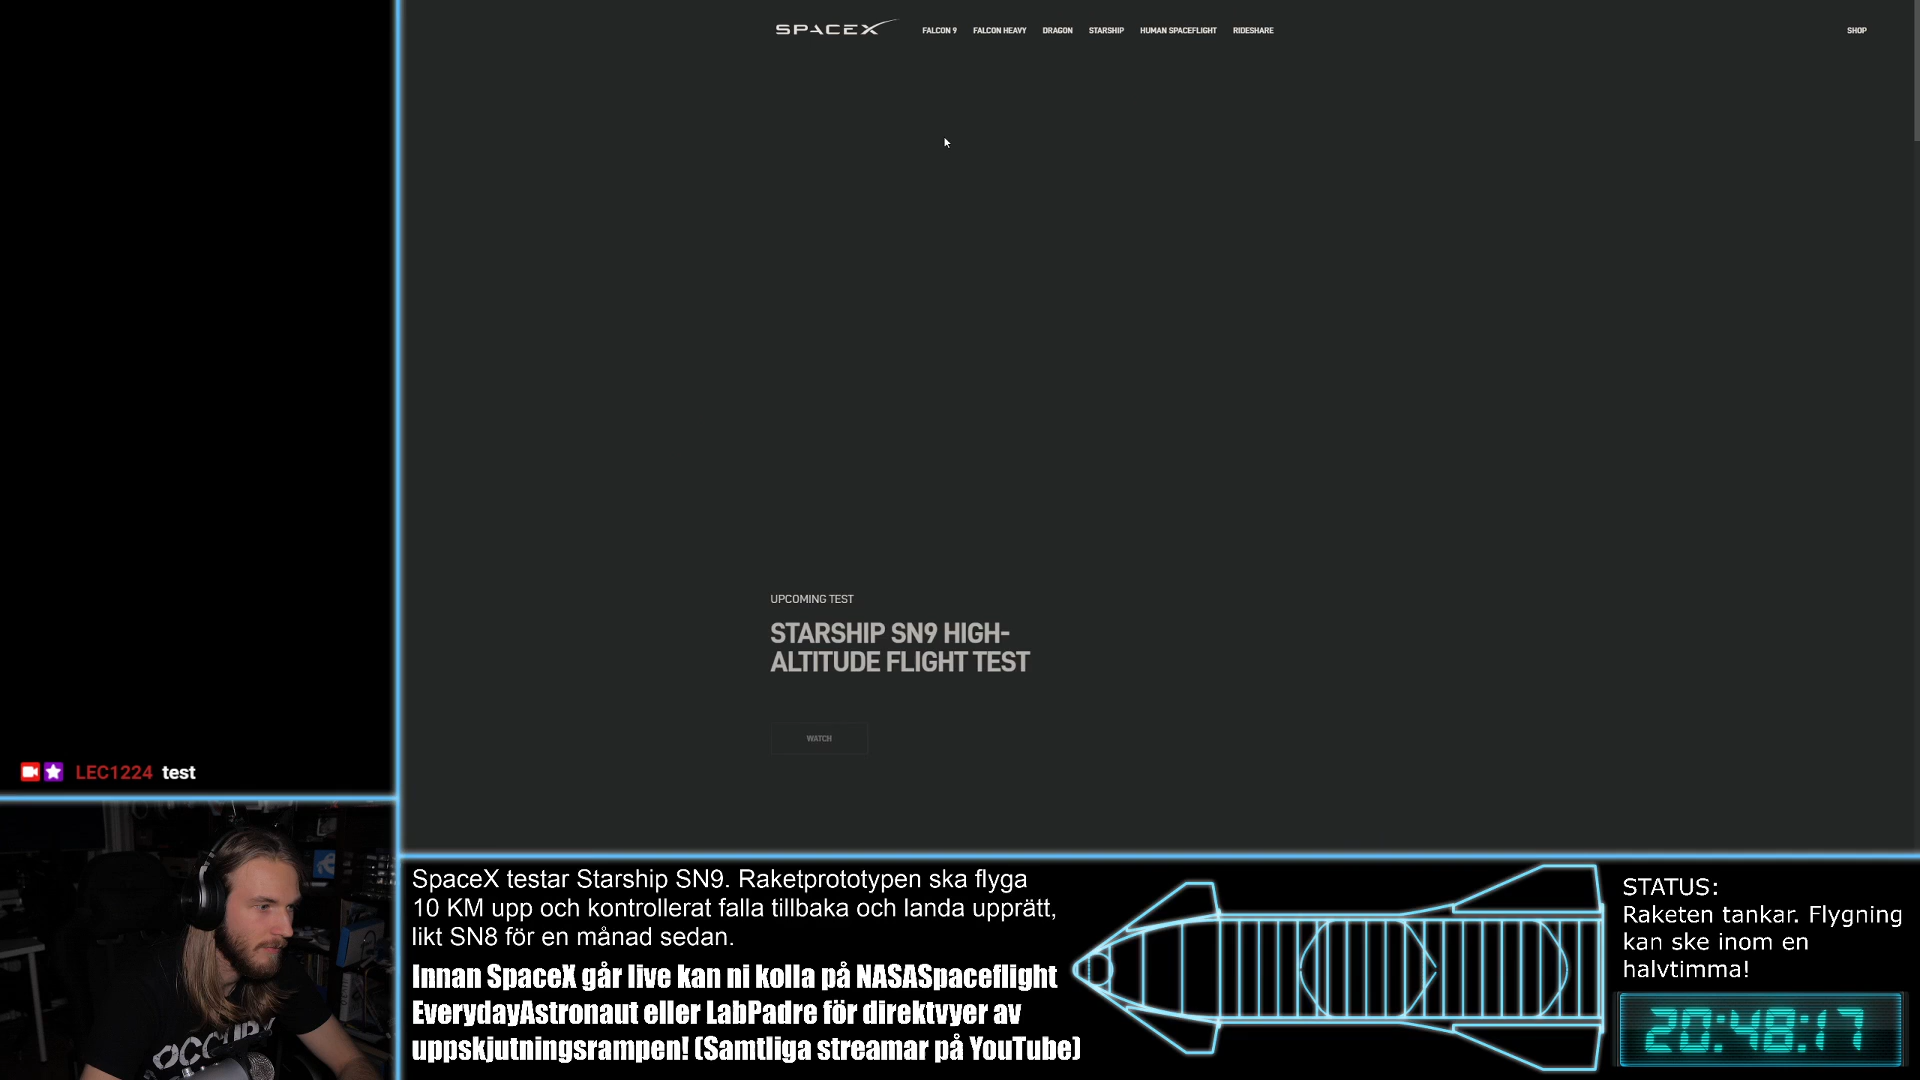 SPACEX FALCON 9 FALCON HEAVY DRAGON STARSHIP HUMAN SPACEFLIGHT RIDESHARE SHOP
UPCOMING TEST
STARSHIP SN9 HIGH-
ALTITUDE FLIGHT TEST
WATCH
LEC1224 test
SpaceX testar Starship SN9. Raketprototypen ska flyga
10 KM upp och kontrollerat falla tillbaka och landa upprätt,
likt SN8 för en månad sedan.
Innan SpaceX går live kan ni kolla på NASASpaceflight
EverydayAstronaut eller LabPadre för direktvyer av
uppskjutningsrampen! (Samtliga streamar på YouTube)
STATUS:
Raketen tankar. Flygning
kan ske inom en
halvtimma!
20:48:17
OCCUPY